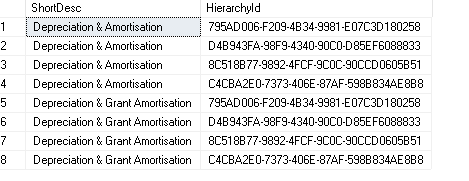 ShortDesc HierarchyId
1 Depreciation & Amortisation 795AD006-F209-4B34-9981-E07C3D180258
2 Depreciation & Amortisation D4B943FA-98F9-4340-90C0-D85EF6088833
3 Depreciation & Amortisation 8C518B77-9892-4FCF-9C0C-90CCD0605B51
4 Depreciation & Amortisation C4CBA2E0-7373-406E-87AF-598B834AE8B8
5 Depreciation & Grant Amortisation 795AD006-F209-4B34-9981-E07C3D180258
6 Depreciation & Grant Amortisation D4B943FA-98F9-4340-90C0-D85EF6088833
7 Depreciation & Grant Amortisation 8C518B77-9892-4FCF-9C0C-90CCD0605B51
8 Depreciation & Grant Amortisation C4CBA2E0-7373-406E-87AF-598B834AE8B8